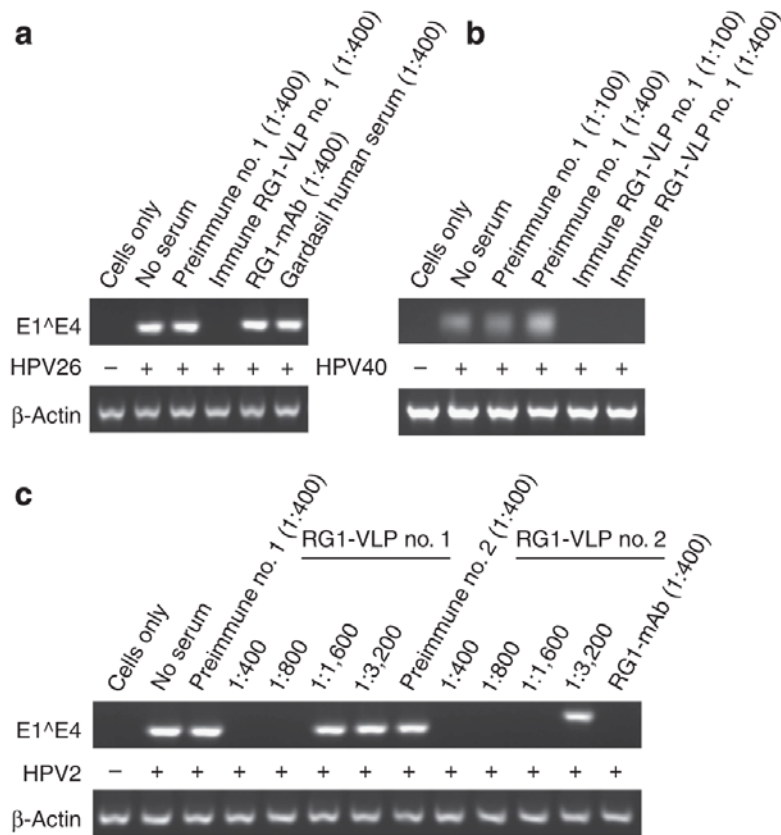 a
Cells only
No serum
Preimmune no. 1 (1:400)
Immune RG1-VLP no. 1 (1:400)
RG1-mAb (1:400)
Gardasil human serum (1:400)
E1^E4
HPV26 − + + + + +
β-Actin
b
Cells only
No serum
Preimmune no. 1 (1:100)
Preimmune no. 1 (1:400)
Immune RG1-VLP no. 1 (1:100)
Immune RG1-VLP no. 1 (1:400)
HPV40 − + + + + +
c
Cells only
No serum
Preimmune no. 1 (1:400)
RG1-VLP no. 1
1:400
1:800
1:1,600
1:3,200
Preimmune no. 2 (1:400)
RG1-VLP no. 2
1:400
1:800
1:1,600
1:3,200
RG1-mAb (1:400)
E1^E4
HPV2 − + + + + + + + + + + + +
β-Actin